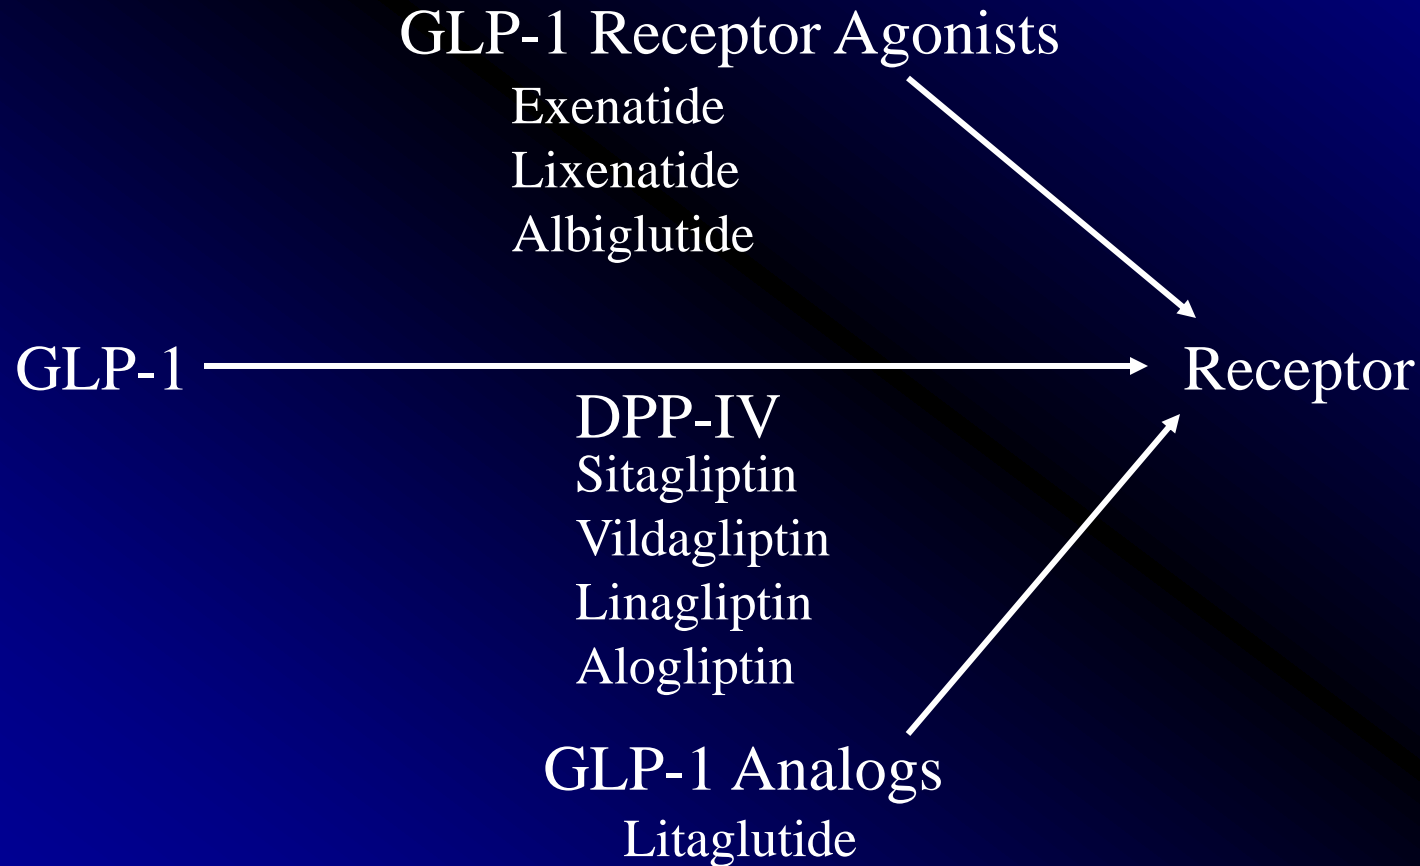 GLP-1 Receptor Agonists
Exenatide
Lixenatide
Albiglutide
GLP-1
Receptor
DPP-IV
Sitagliptin
Vildagliptin
Linagliptin
Alogliptin
GLP-1 Analogs
Litaglutide